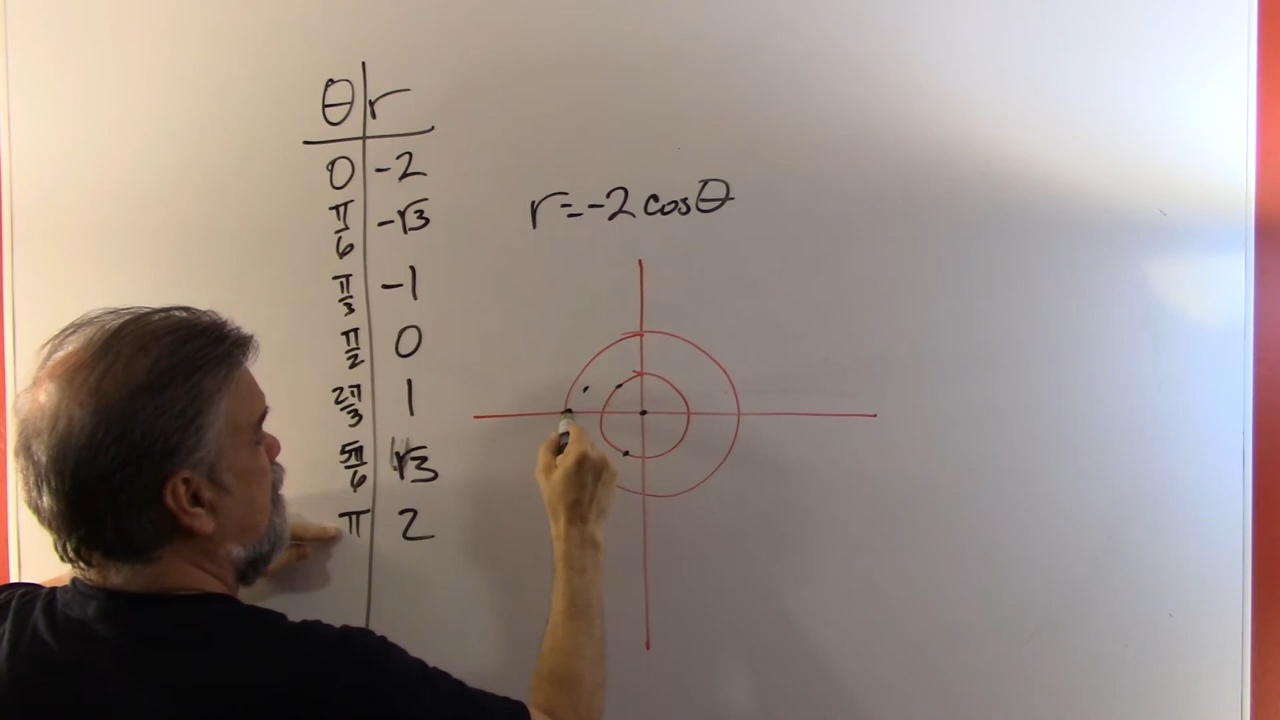 θ r
0 -2
π/6 -√3
π/3 -1
π/2 0
2π/3 1
5π/6 √3
π 2
r=-2cosθ